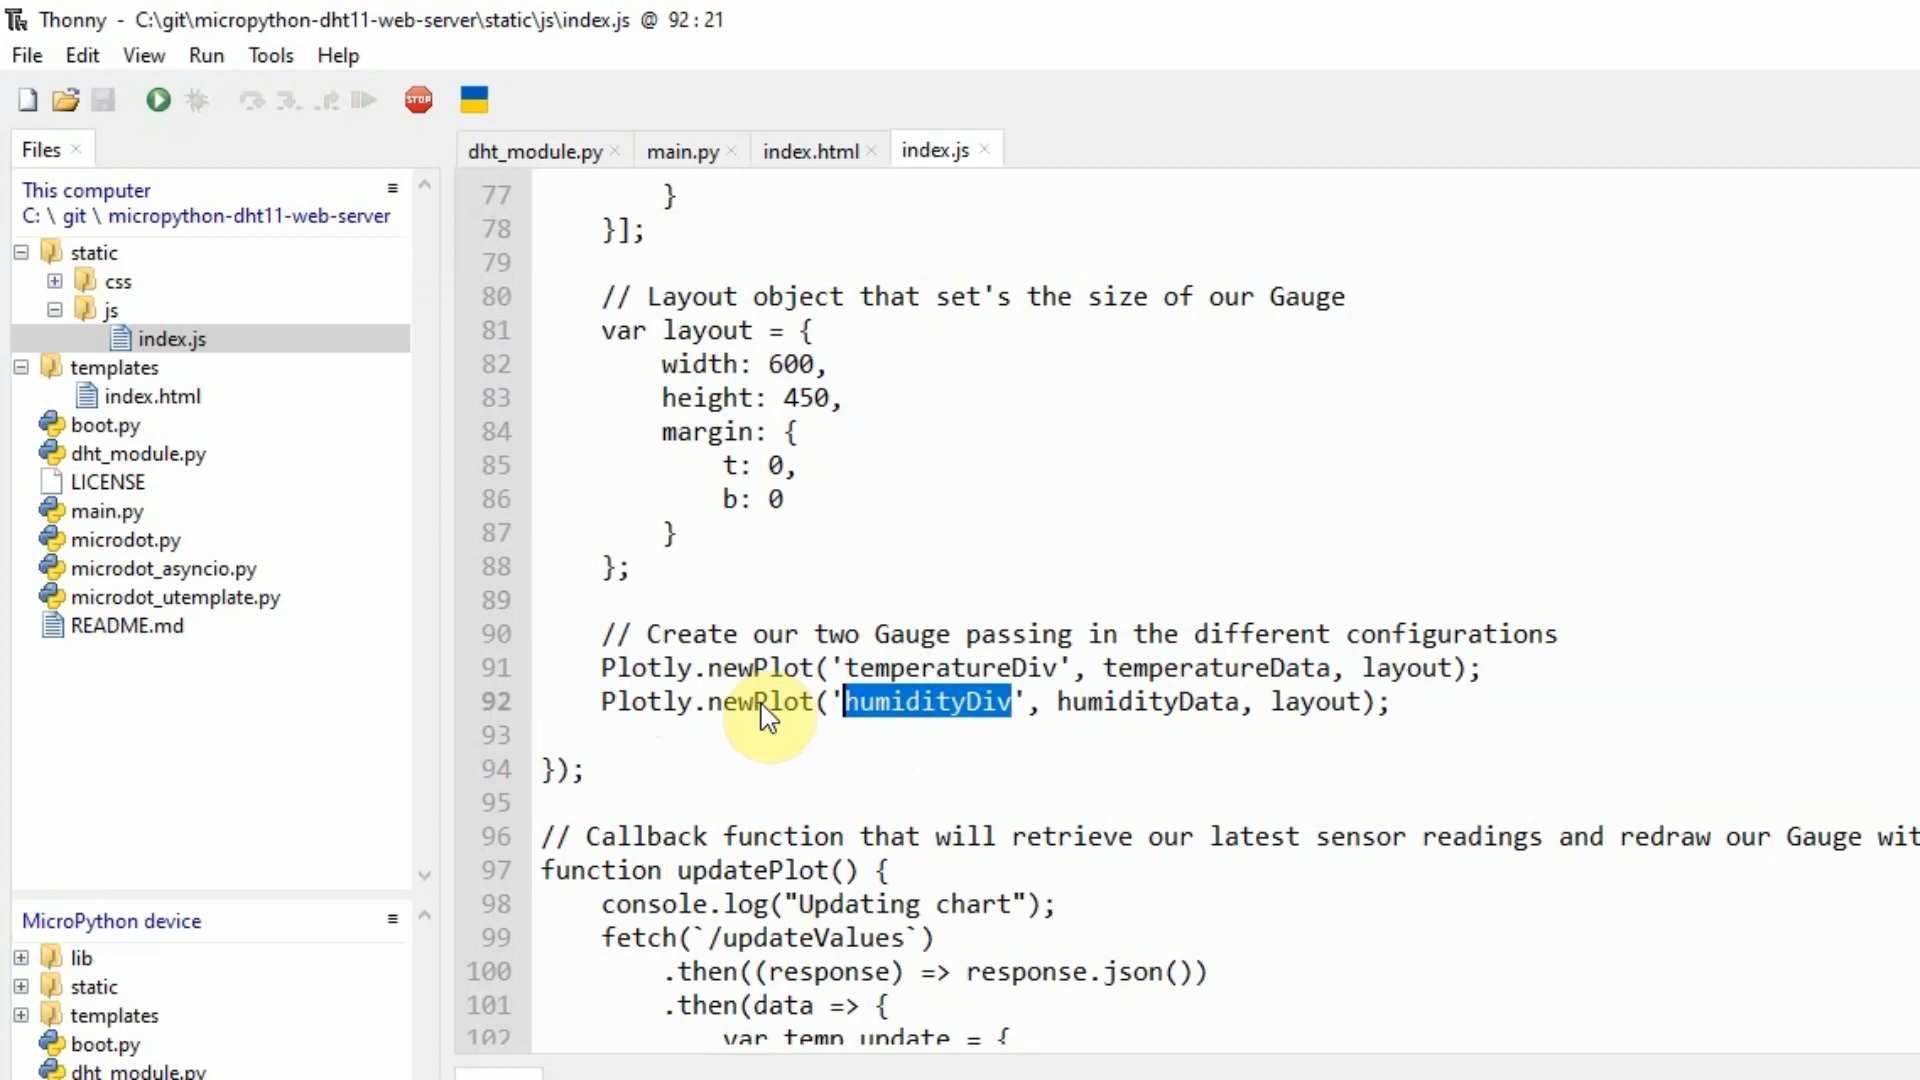 Thonny - C:\git\micropython-dht11-web-server\static\js\index.js @ 92:21
File Edit View Run Tools Help
STOP
Files
This computer
C: \ git \ micropython-dht11-web-server
static
css
js
index.js
templates
index.html
boot.py
dht_module.py
LICENSE
main.py
microdot.py
microdot_asyncio.py
microdot_utemplate.py
README.md
MicroPython device
lib
static
templates
boot.py
dht_module.py
dht_module.py main.py index.html index.js
77 }
78 }];
79
80 // Layout object that set's the size of our Gauge
81 var layout = {
82 width: 600,
83 height: 450,
84 margin: {
85 t: 0,
86 b: 0
87 }
88 };
89
90 // Create our two Gauge passing in the different configurations
91 Plotly.newPlot('temperatureDiv', temperatureData, layout);
92 Plotly.newPlot('humidityDiv', humidityData, layout);
93
94 });
95
96 // Callback function that will retrieve our latest sensor readings and redraw our Gauge wit
97 function updatePlot() {
98 console.log("Updating chart");
99 fetch(`/updateValues`)
100 .then((response) => response.json())
101 .then(data => {
102 var temp_update = {